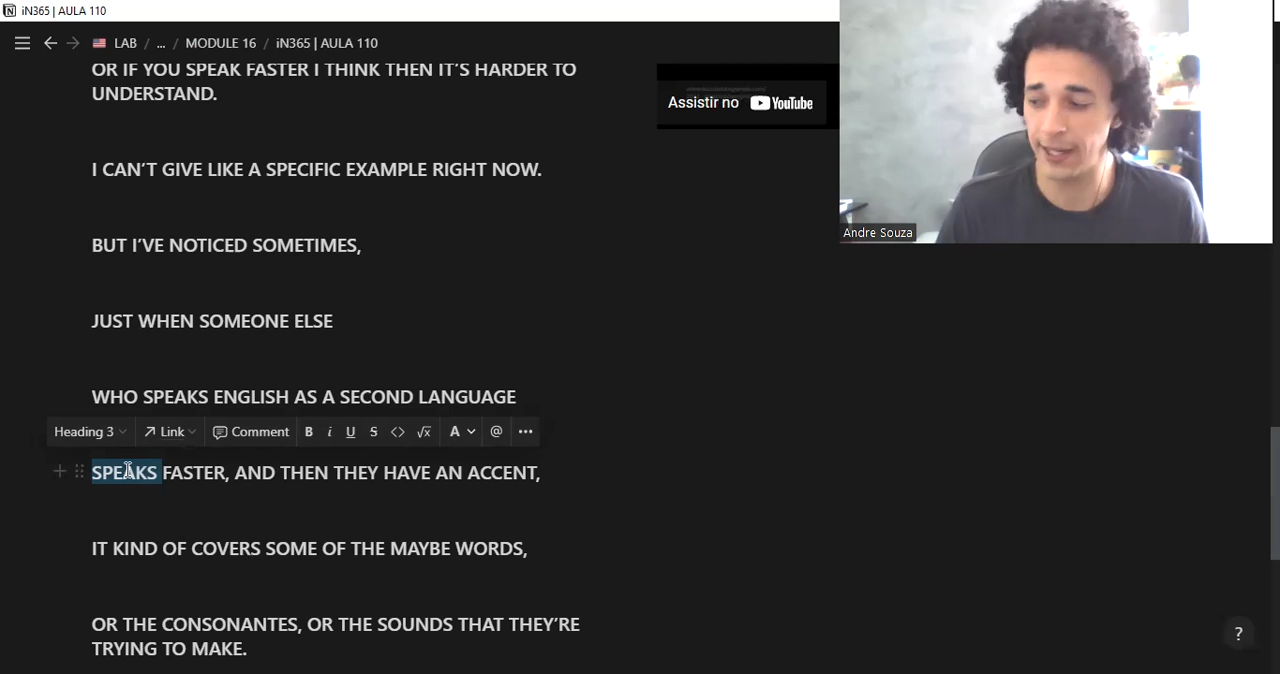 iN365 | AULA 110
LAB / ... / MODULE 16 / iN365 | AULA 110
OR IF YOU SPEAK FASTER I THINK THEN IT'S HARDER TO
UNDERSTAND.
Assistir no YouTube
I CAN'T GIVE LIKE A SPECIFIC EXAMPLE RIGHT NOW.
Andre Souza
BUT I'VE NOTICED SOMETIMES,
JUST WHEN SOMEONE ELSE
WHO SPEAKS ENGLISH AS A SECOND LANGUAGE
Heading 3 Link Comment B i U S <> √x A @ •••
SPEAKS FASTER, AND THEN THEY HAVE AN ACCENT,
IT KIND OF COVERS SOME OF THE MAYBE WORDS,
OR THE CONSONANTES, OR THE SOUNDS THAT THEY'RE
TRYING TO MAKE.
?